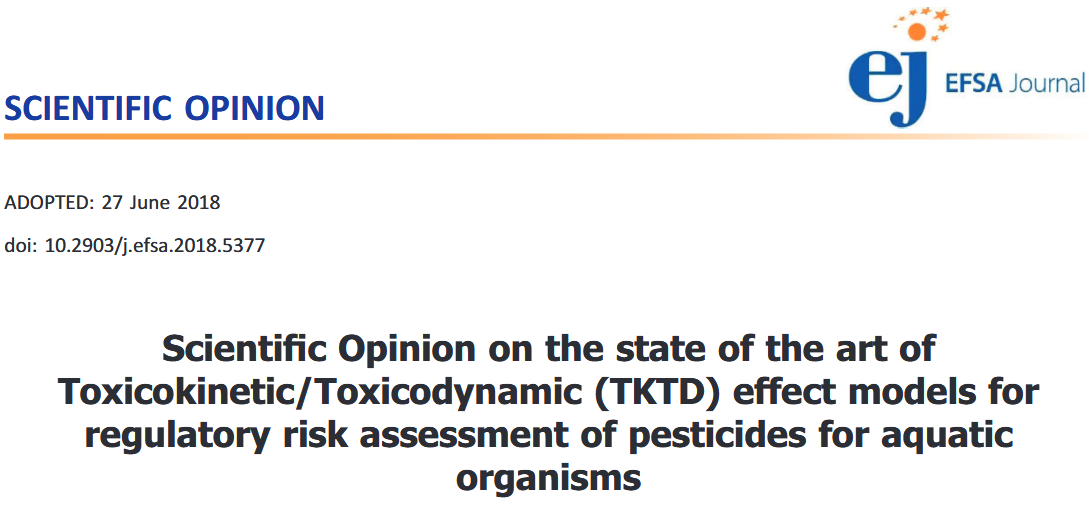 ej EFSA Journal
SCIENTIFIC OPINION
ADOPTED: 27 June 2018
doi: 10.2903/j.efsa.2018.5377
Scientific Opinion on the state of the art of
Toxicokinetic/Toxicodynamic (TKTD) effect models for
regulatory risk assessment of pesticides for aquatic
organisms